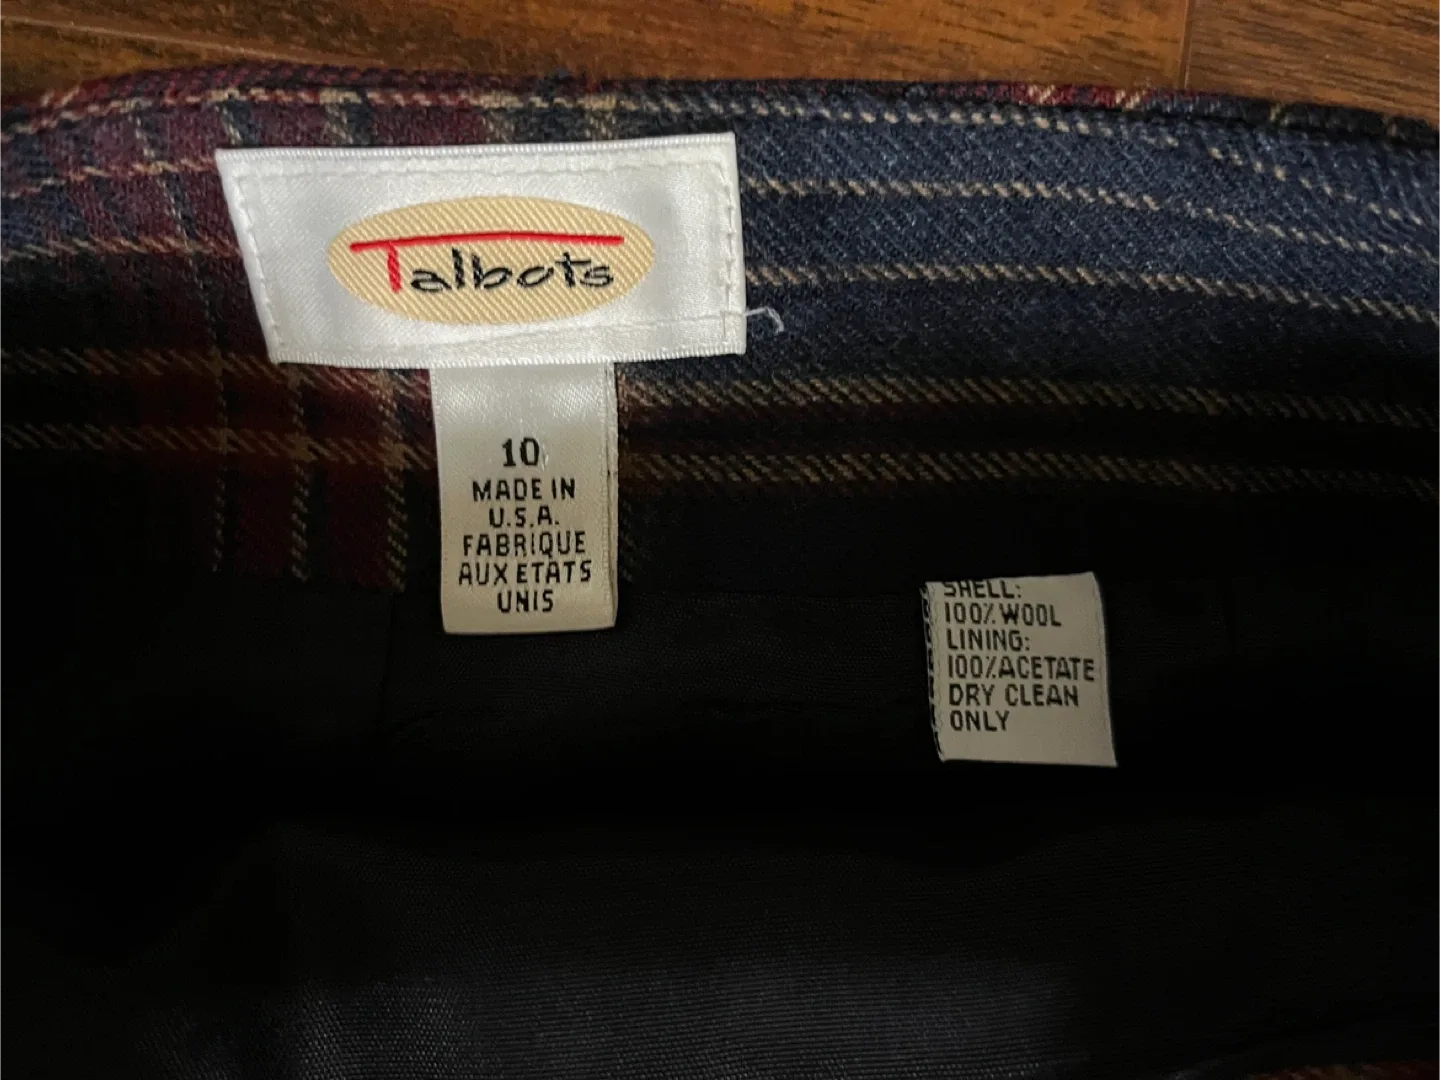 Talbots
10
MADE IN
U.S.A.
FABRIQUE
AUX ETATS
UNIS
SHELL:
100% WOOL
LINING:
100% ACETATE
DRY CLEAN
ONLY